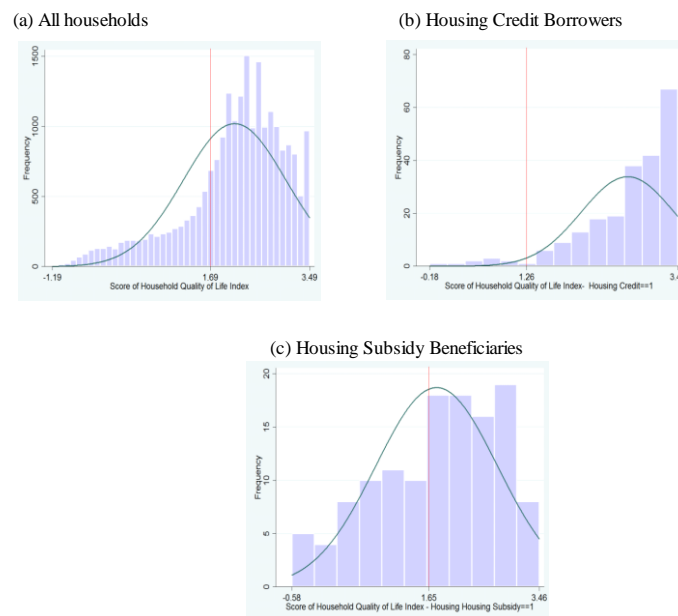 (a) All households
(b) Housing Credit Borrowers
1500
1000
500
0
Frequency
-1.19
1.69
3.49
Score of Household Quality of Life Index
80
60
40
20
0
Frequency
-0.18
1.26
Score of Household Quality of Life Index- Housing Credit==1
(c) Housing Subsidy Beneficiaries
20
15
10
5
0
Frequency
-0.58
1.65
3.46
Score of Household Quality of Life Index - Housing Housing Subsidy==1